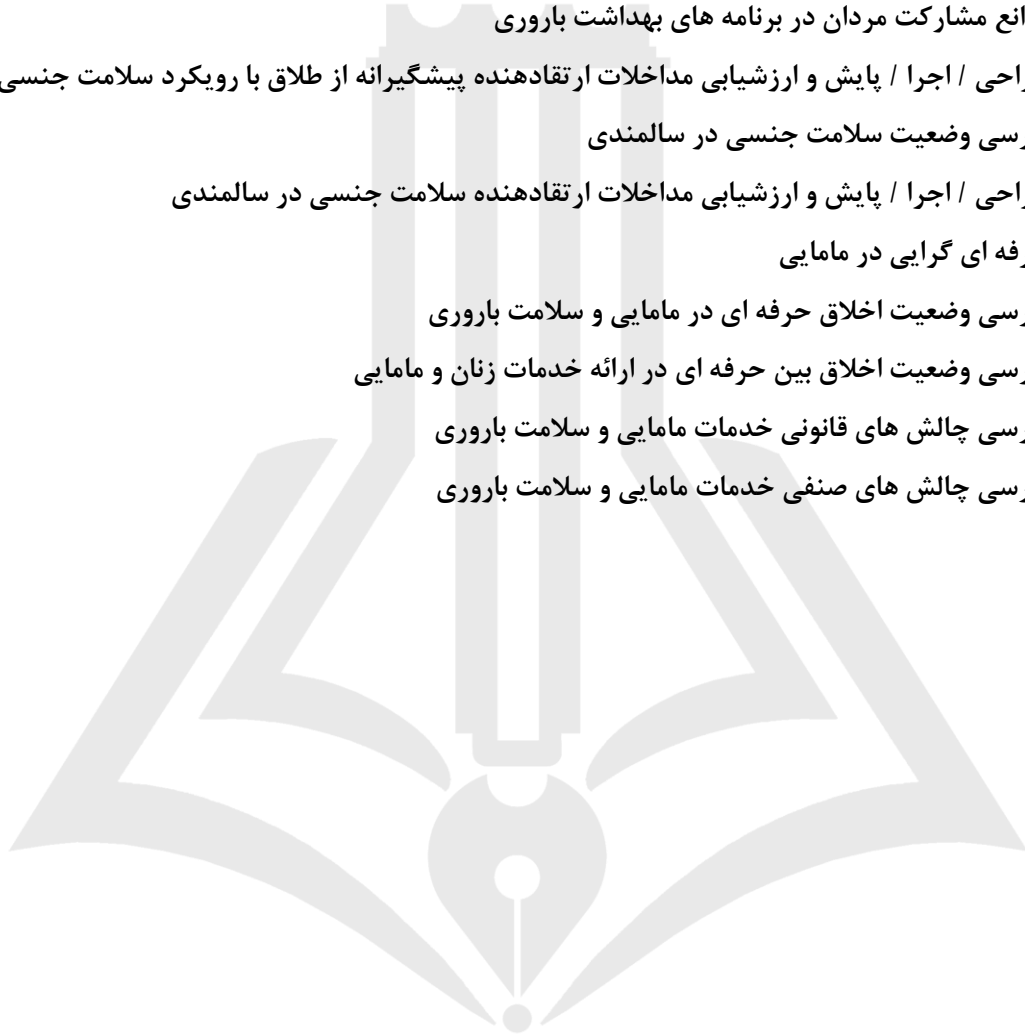 انع مشارکت مردان در برنامه های بهداشت باروری
راحی / اجرا / پایش و ارزشیابی مداخلات ارتقادهنده پیشگیرانه از طلاق با رویکرد سلامت جنسی
رسی وضعیت سلامت جنسی در سالمندی
راحی / اجرا / پایش و ارزشیابی مداخلات ارتقادهنده سلامت جنسی در سالمندی
رفه ای گرایی در مامایی
رسی وضعیت اخلاق حرفه ای در مامایی و سلامت باروری
رسی وضعیت اخلاق بین حرفه ای در ارائه خدمات زنان و مامایی
رسی چالش های قانونی خدمات مامایی و سلامت باروری
رسی چالش های صنفی خدمات مامایی و سلامت باروری